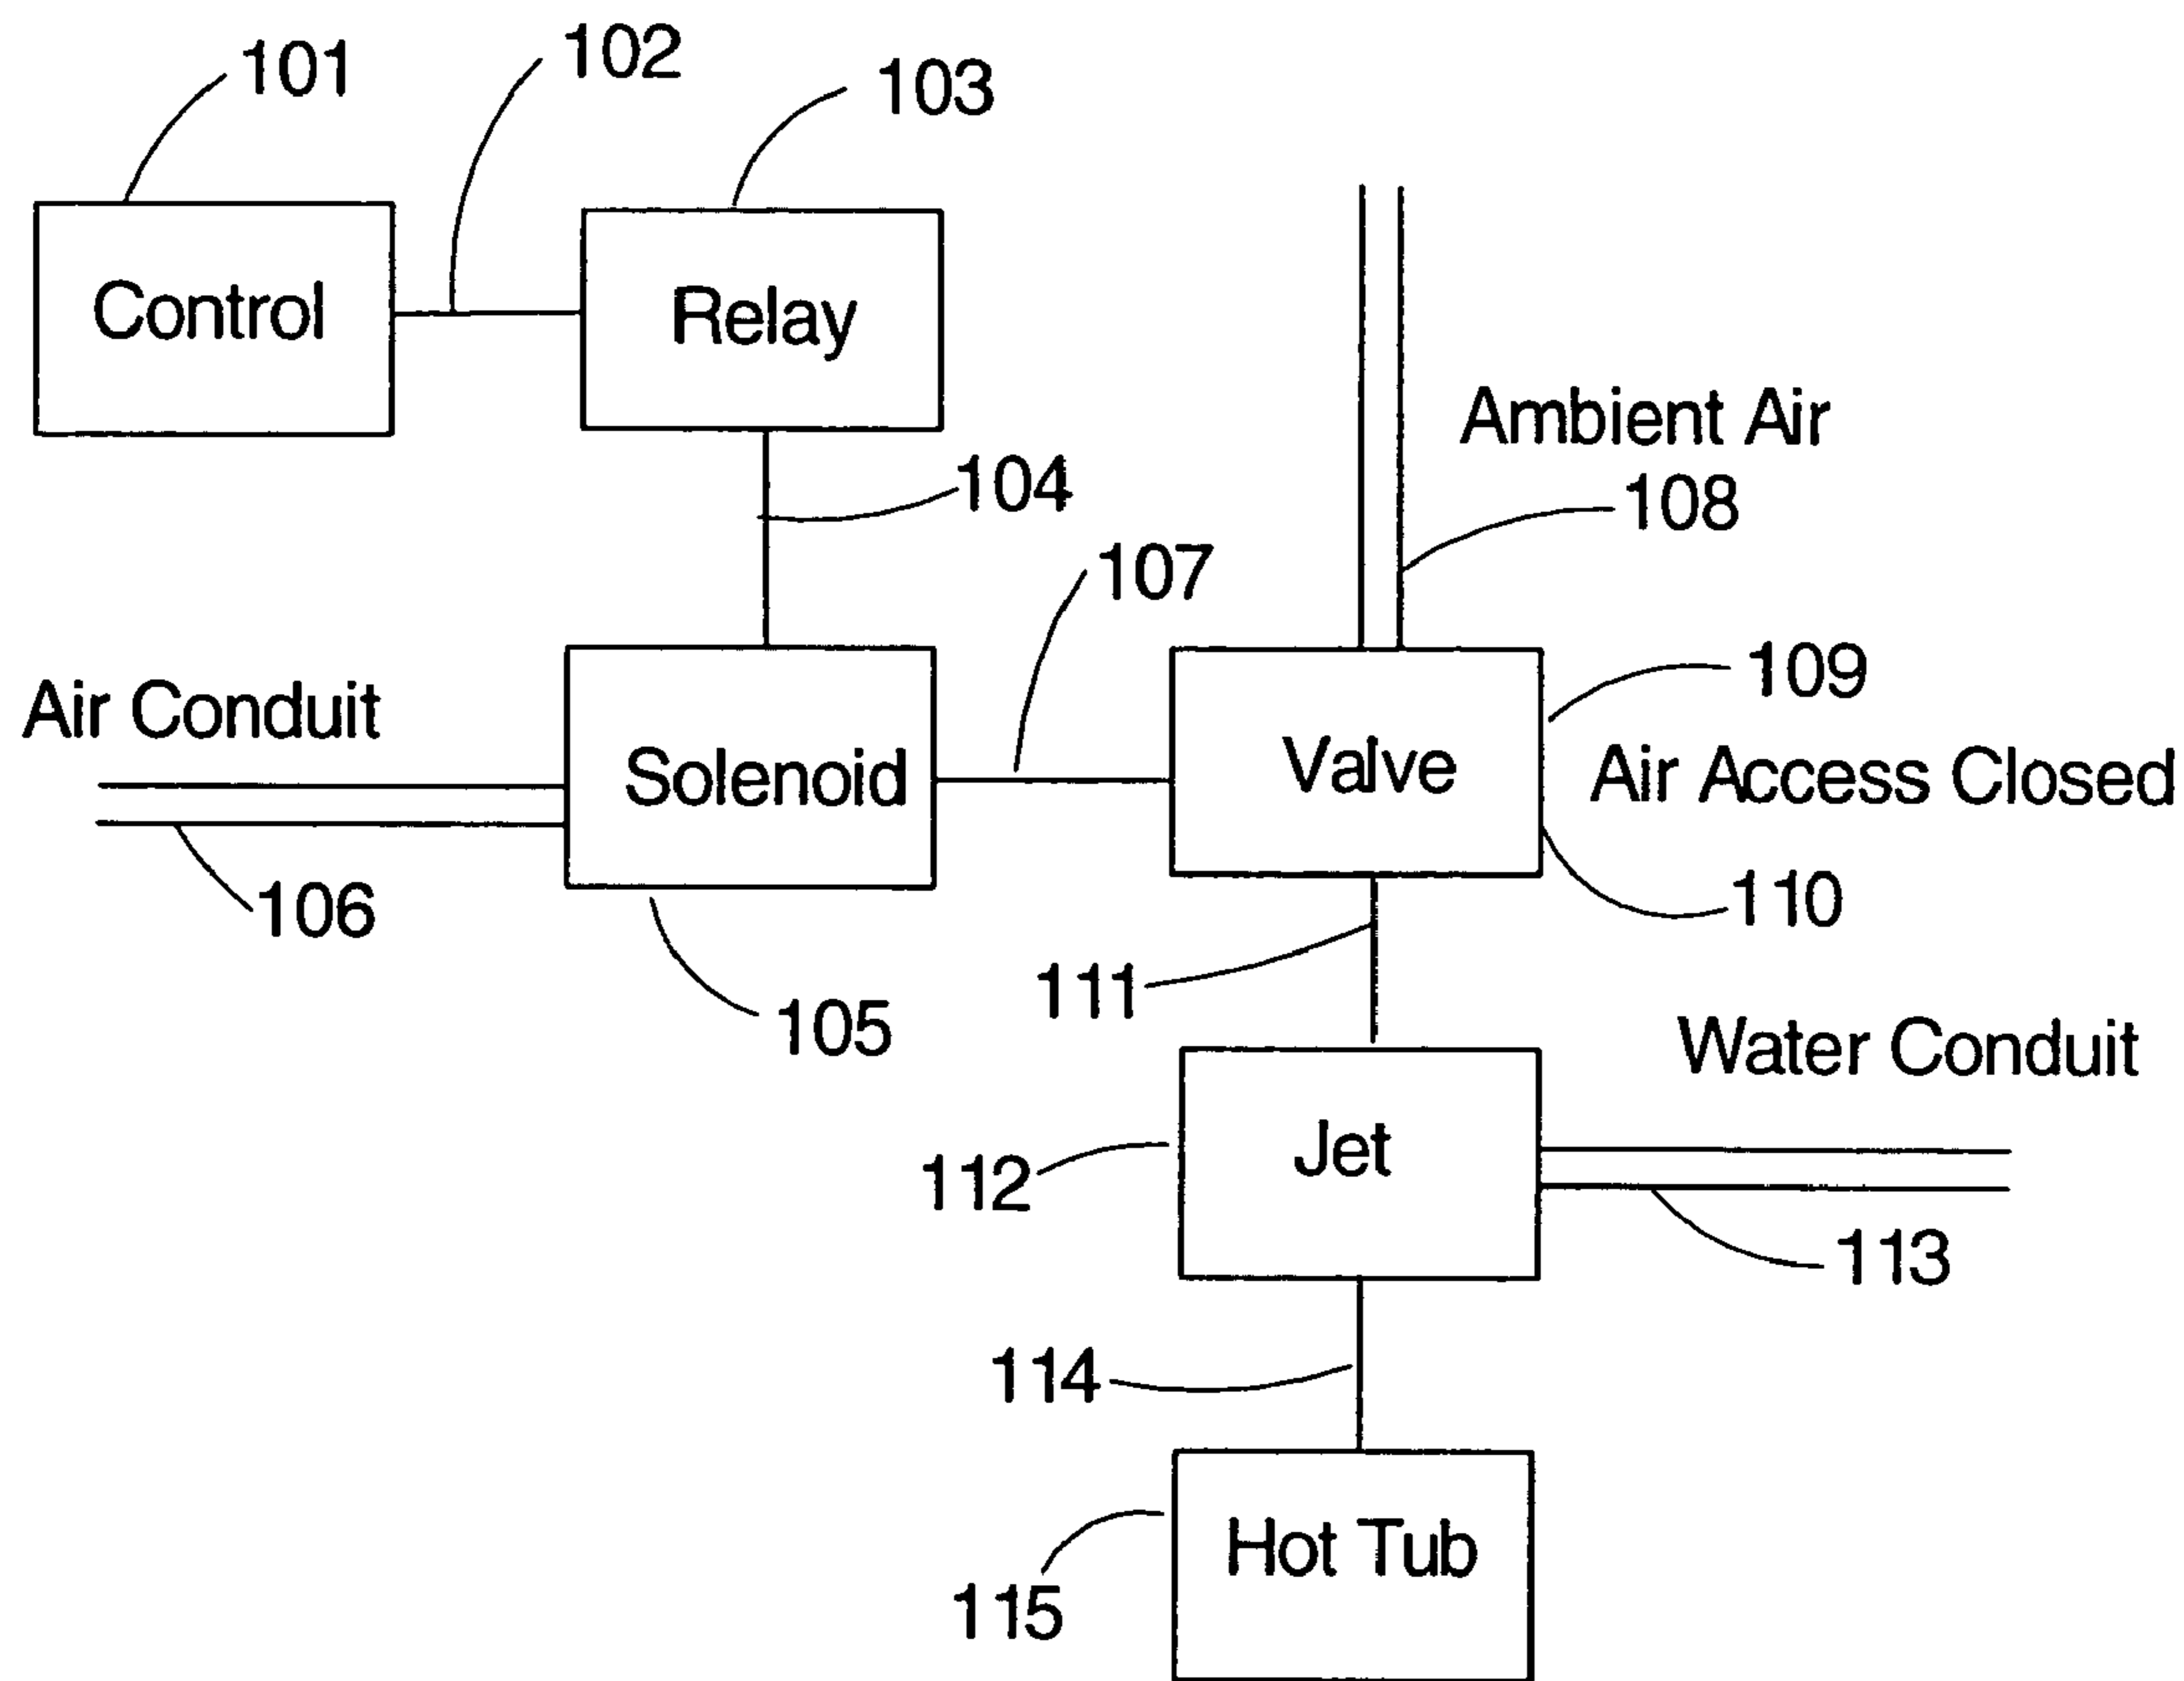 101
102
103
Control
Relay
Ambient Air
108
104
107
109
Air Conduit
Solenoid
Valve
Air Access Closed
106
110
105
111
Water Conduit
Jet
112
113
114
Hot Tub
115